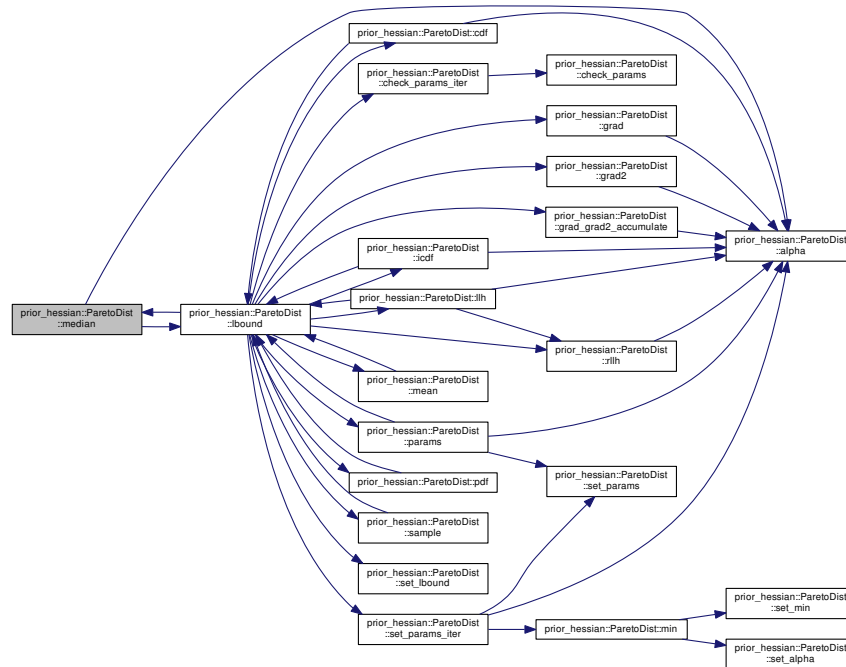 prior_hessian::ParetoDist
::median
prior_hessian::ParetoDist
::lbound
prior_hessian::ParetoDist::cdf
prior_hessian::ParetoDist
::check_params_iter
prior_hessian::ParetoDist
::icdf
prior_hessian::ParetoDist::llh
prior_hessian::ParetoDist
::mean
prior_hessian::ParetoDist
::params
prior_hessian::ParetoDist::pdf
prior_hessian::ParetoDist
::sample
prior_hessian::ParetoDist
::set_lbound
prior_hessian::ParetoDist
::set_params_iter
prior_hessian::ParetoDist
::check_params
prior_hessian::ParetoDist
::grad
prior_hessian::ParetoDist
::grad2
prior_hessian::ParetoDist
::grad_grad2_accumulate
prior_hessian::ParetoDist
::rllh
prior_hessian::ParetoDist
::set_params
prior_hessian::ParetoDist::min
prior_hessian::ParetoDist
::alpha
prior_hessian::ParetoDist
::set_min
prior_hessian::ParetoDist
::set_alpha